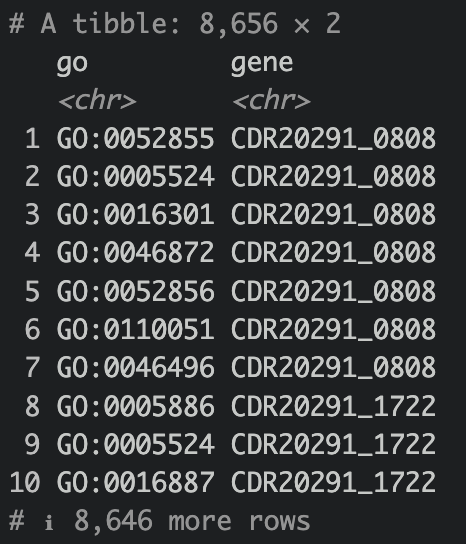 # A tibble: 8,656 × 2
go gene
<chr> <chr>
1 GO:0052855 CDR20291_0808
2 GO:0005524 CDR20291_0808
3 GO:0016301 CDR20291_0808
4 GO:0046872 CDR20291_0808
5 GO:0052856 CDR20291_0808
6 GO:0110051 CDR20291_0808
7 GO:0046496 CDR20291_0808
8 GO:0005886 CDR20291_1722
9 GO:0005524 CDR20291_1722
10 GO:0016887 CDR20291_1722
# ℹ 8,646 more rows